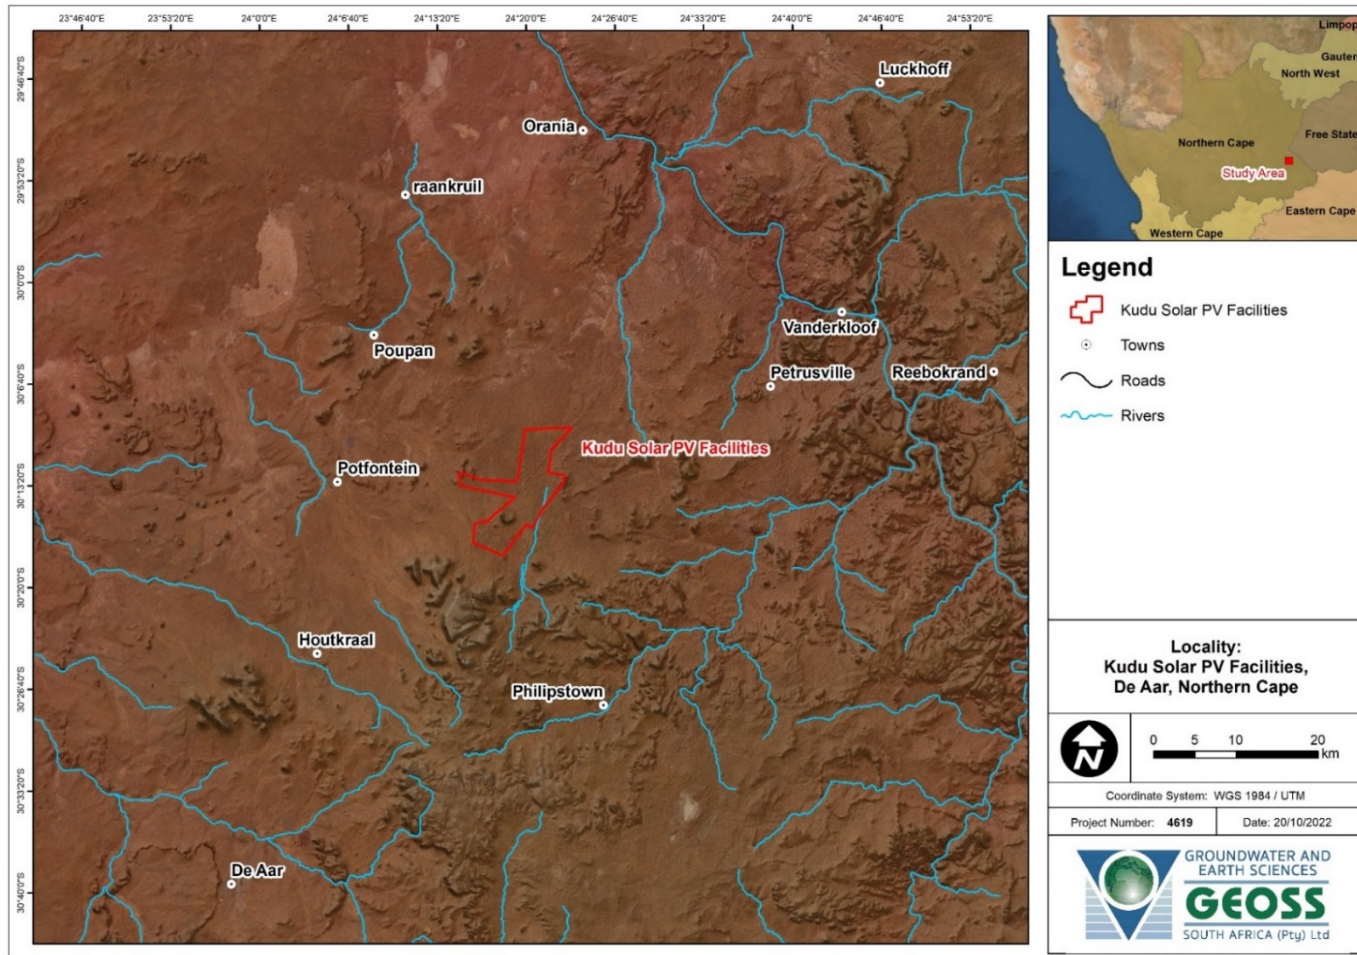 23°46'40"E 23°53'20"E 24°0'0"E 24°6'40"E 24°13'20"E 24°20'0"E 24°26'40"E 24°33'20"E 24°40'0"E 24°46'40"E 24°53'20"E
29°46'40"S
29°53'20"S
30°0'0"S
30°6'40"S
30°13'20"S
30°20'0"S
30°26'40"S
30°33'20"S
30°40'0"S
Luckhoff
Orania
raankruil
Vanderkloof
Poupan
Petrusville
Reebokrand
Kudu Solar PV Facilities
Potfontein
Houtkraal
Philipstown
De Aar
Limpop
Gauten
North West
Northern Cape
Free State
Study Area
Eastern Cape
Western Cape
Legend
Kudu Solar PV Facilities
Towns
Roads
Rivers
Locality:
Kudu Solar PV Facilities,
De Aar, Northern Cape
N
0 5 10 20
km
Coordinate System: WGS 1984 / UTM
Project Number: 4619
Date: 20/10/2022
GROUNDWATER AND
EARTH SCIENCES
GEOSS
SOUTH AFRICA (Pty) Ltd